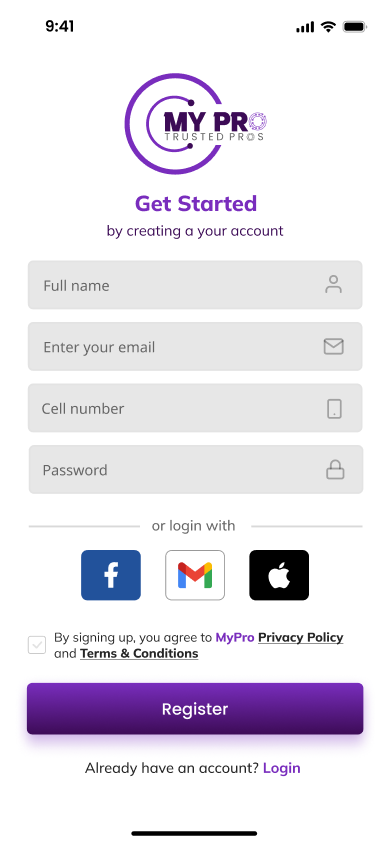 9:41
MY PRO
TRUSTED PROS
Get Started
by creating a your account
Full name
Enter your email
Cell number
Password
or login with
By signing up, you agree to MyPro Privacy Policy
and Terms & Conditions
Register
Already have an account? Login